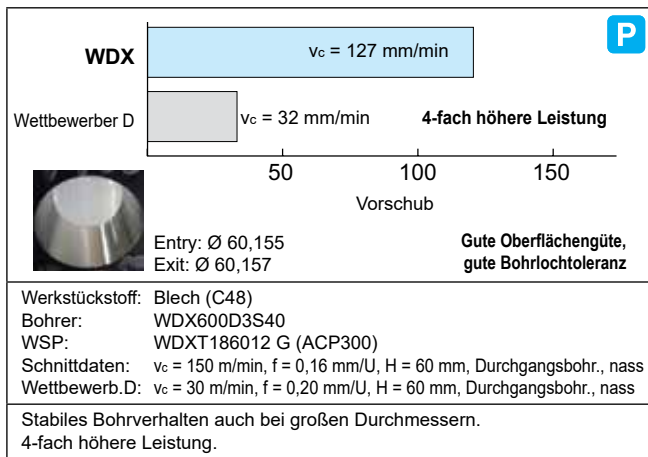 P
WDX
vc = 127 mm/min
Wettbewerber D
vc = 32 mm/min
4-fach höhere Leistung
50
100
150
Vorschub
Entry: Ø 60,155
Exit: Ø 60,157
Gute Oberflächengüte,
gute Bohrlochtoleranz
Werkstückstoff: Blech (C48)
Bohrer: WDX600D3S40
WSP: WDXT186012 G (ACP300)
Schnittdaten: vc = 150 m/min, f = 0,16 mm/U, H = 60 mm, Durchgangsbohr., nass
Wettbewerb.D: vc = 30 m/min, f = 0,20 mm/U, H = 60 mm, Durchgangsbohr., nass
Stabiles Bohrverhalten auch bei großen Durchmessern.
4-fach höhere Leistung.